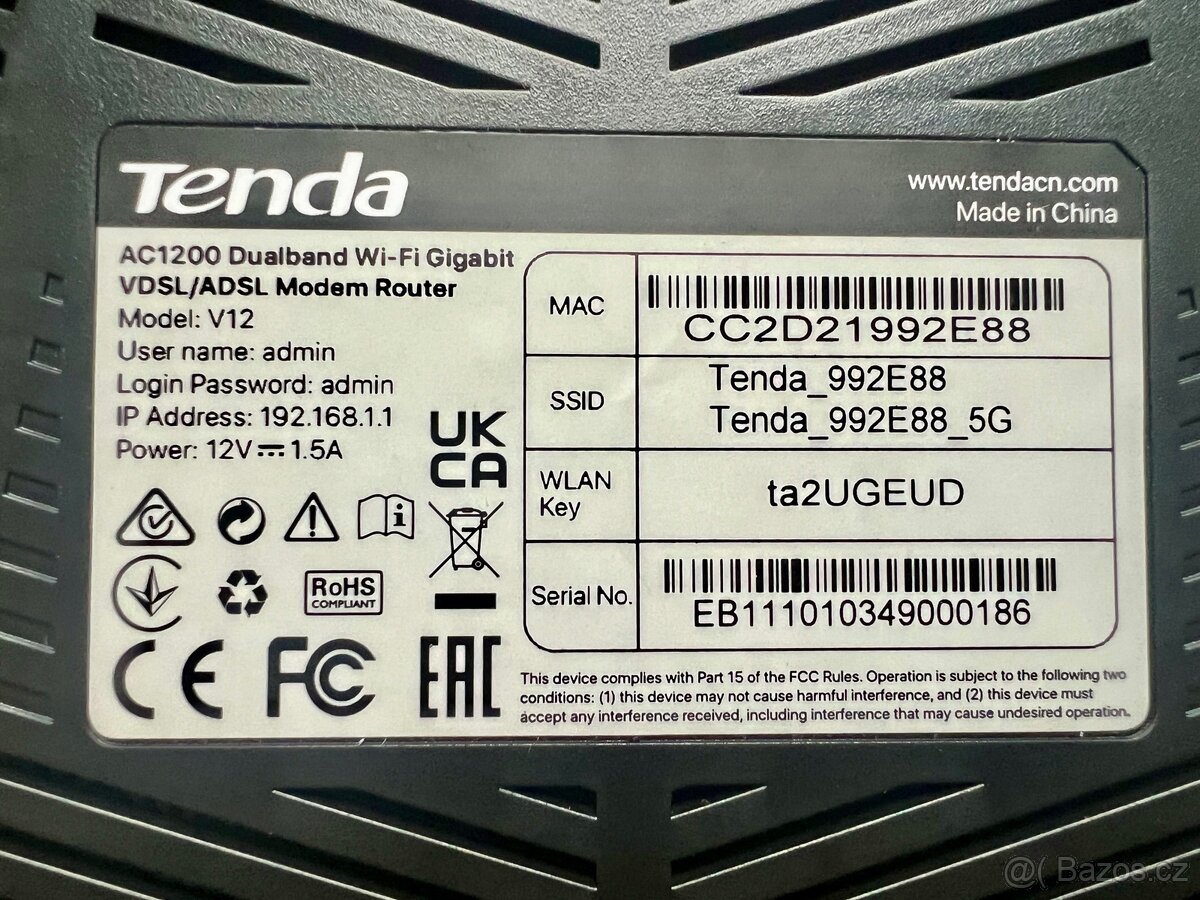 Tenda
www.tendacn.com
Made in China
AC1200 Dualband Wi-Fi Gigabit
VDSL/ADSL Modem Router
Model: V12
User name: admin
Login Password: admin
IP Address: 192.168.1.1
Power: 12V⎓1.5A
UK
CA
RoHS
COMPLIANT
CE FC EAC
MAC
CC2D21992E88
SSID
Tenda_992E88
Tenda_992E88_5G
WLAN
Key
ta2UGEUD
Serial No.
EB111010349000186
This device complies with Part 15 of the FCC Rules. Operation is subject to the following two
conditions: (1) this device may not cause harmful interference, and (2) this device must
accept any interference received, including interference that may cause undesired operation.
@( Bazos.cz